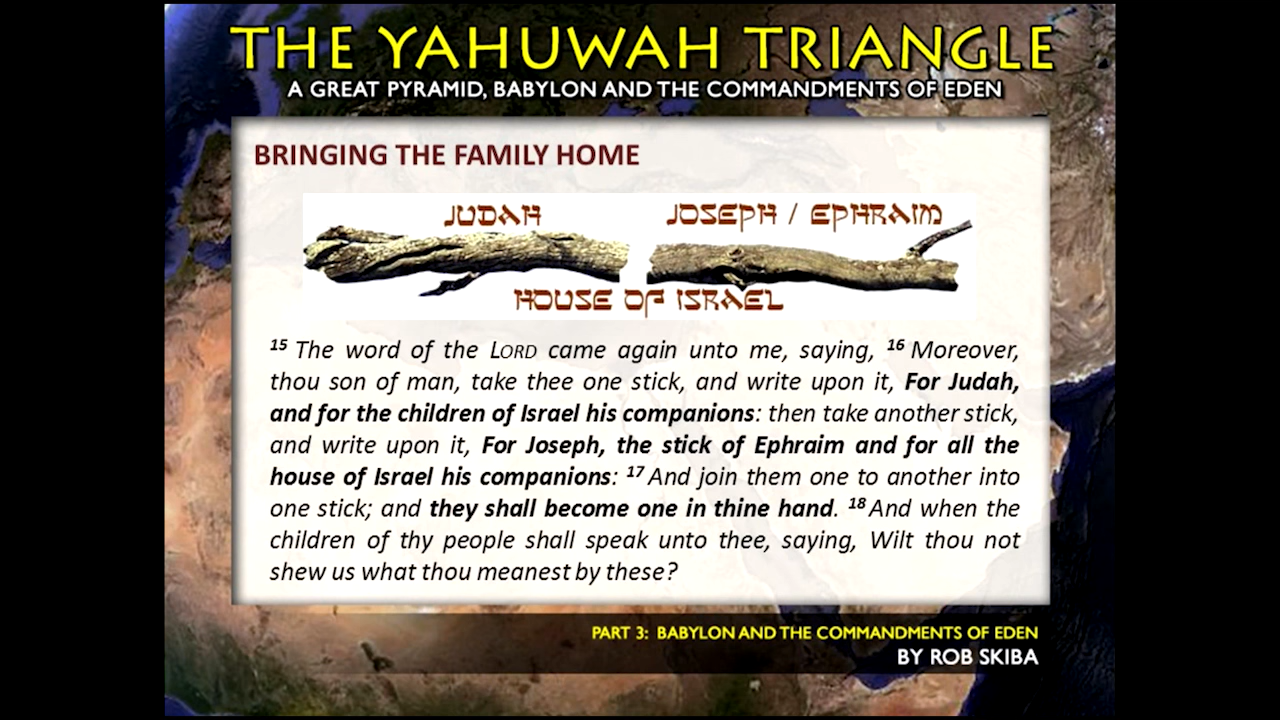 THE YAHUWAH TRIANGLE
A GREAT PYRAMID, BABYLON AND THE COMMANDMENTS OF EDEN
BRINGING THE FAMILY HOME
JUDAH
JOSEPH / EPHRAIM
HOUSE OF ISRAEL
15 The word of the LORD came again unto me, saying, 16 Moreover,
thou son of man, take thee one stick, and write upon it, For Judah,
and for the children of Israel his companions: then take another stick,
and write upon it, For Joseph, the stick of Ephraim and for all the
house of Israel his companions: 17 And join them one to another into
one stick; and they shall become one in thine hand. 18 And when the
children of thy people shall speak unto thee, saying, Wilt thou not
shew us what thou meanest by these?
PART 3: BABYLON AND THE COMMANDMENTS OF EDEN
BY ROB SKIBA